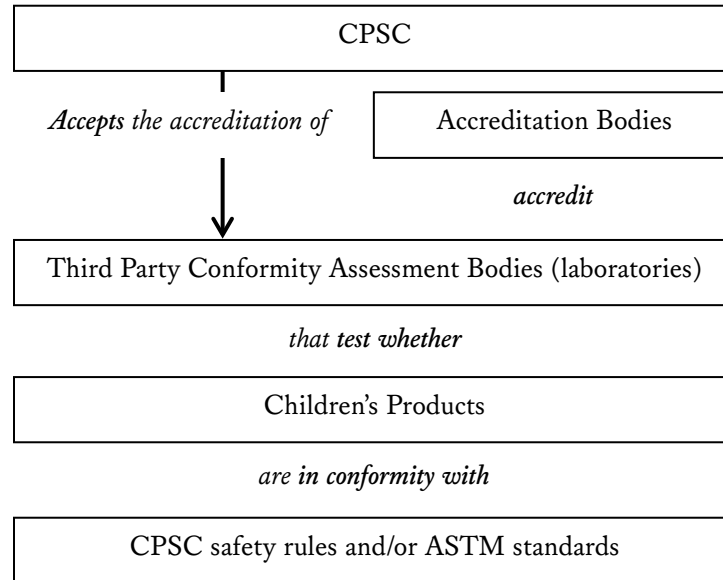 CPSC
Accepts the accreditation of
Accreditation Bodies
accredit
Third Party Conformity Assessment Bodies (laboratories)
that test whether
Children’s Products
are in conformity with
CPSC safety rules and/or ASTM standards